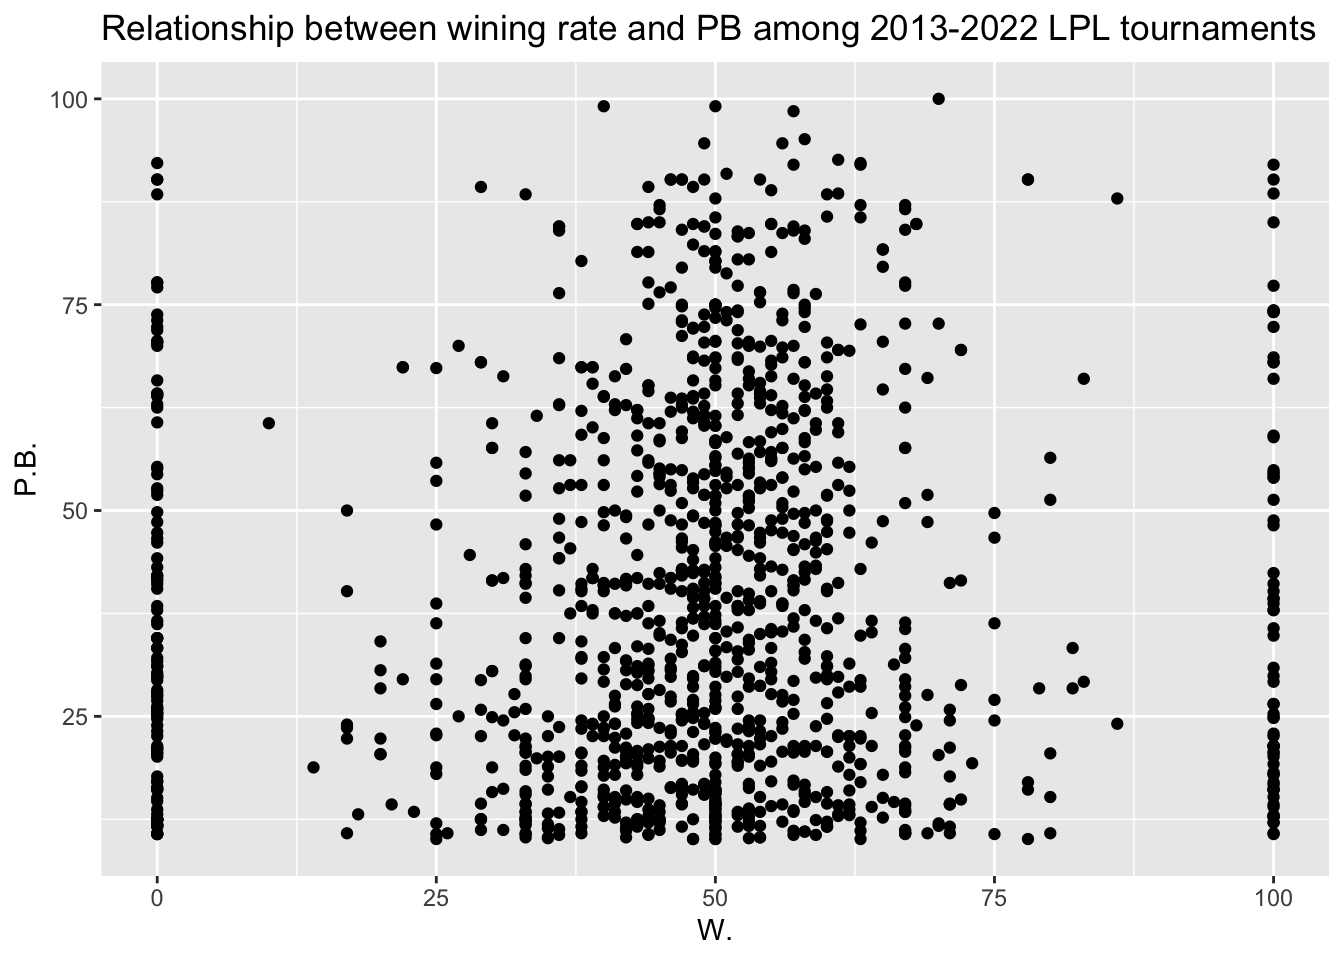 Relationship between wining rate and PB among 2013-2022 LPL tournaments
100
75
50
25
P.B.
0 25 50 75 100
W.